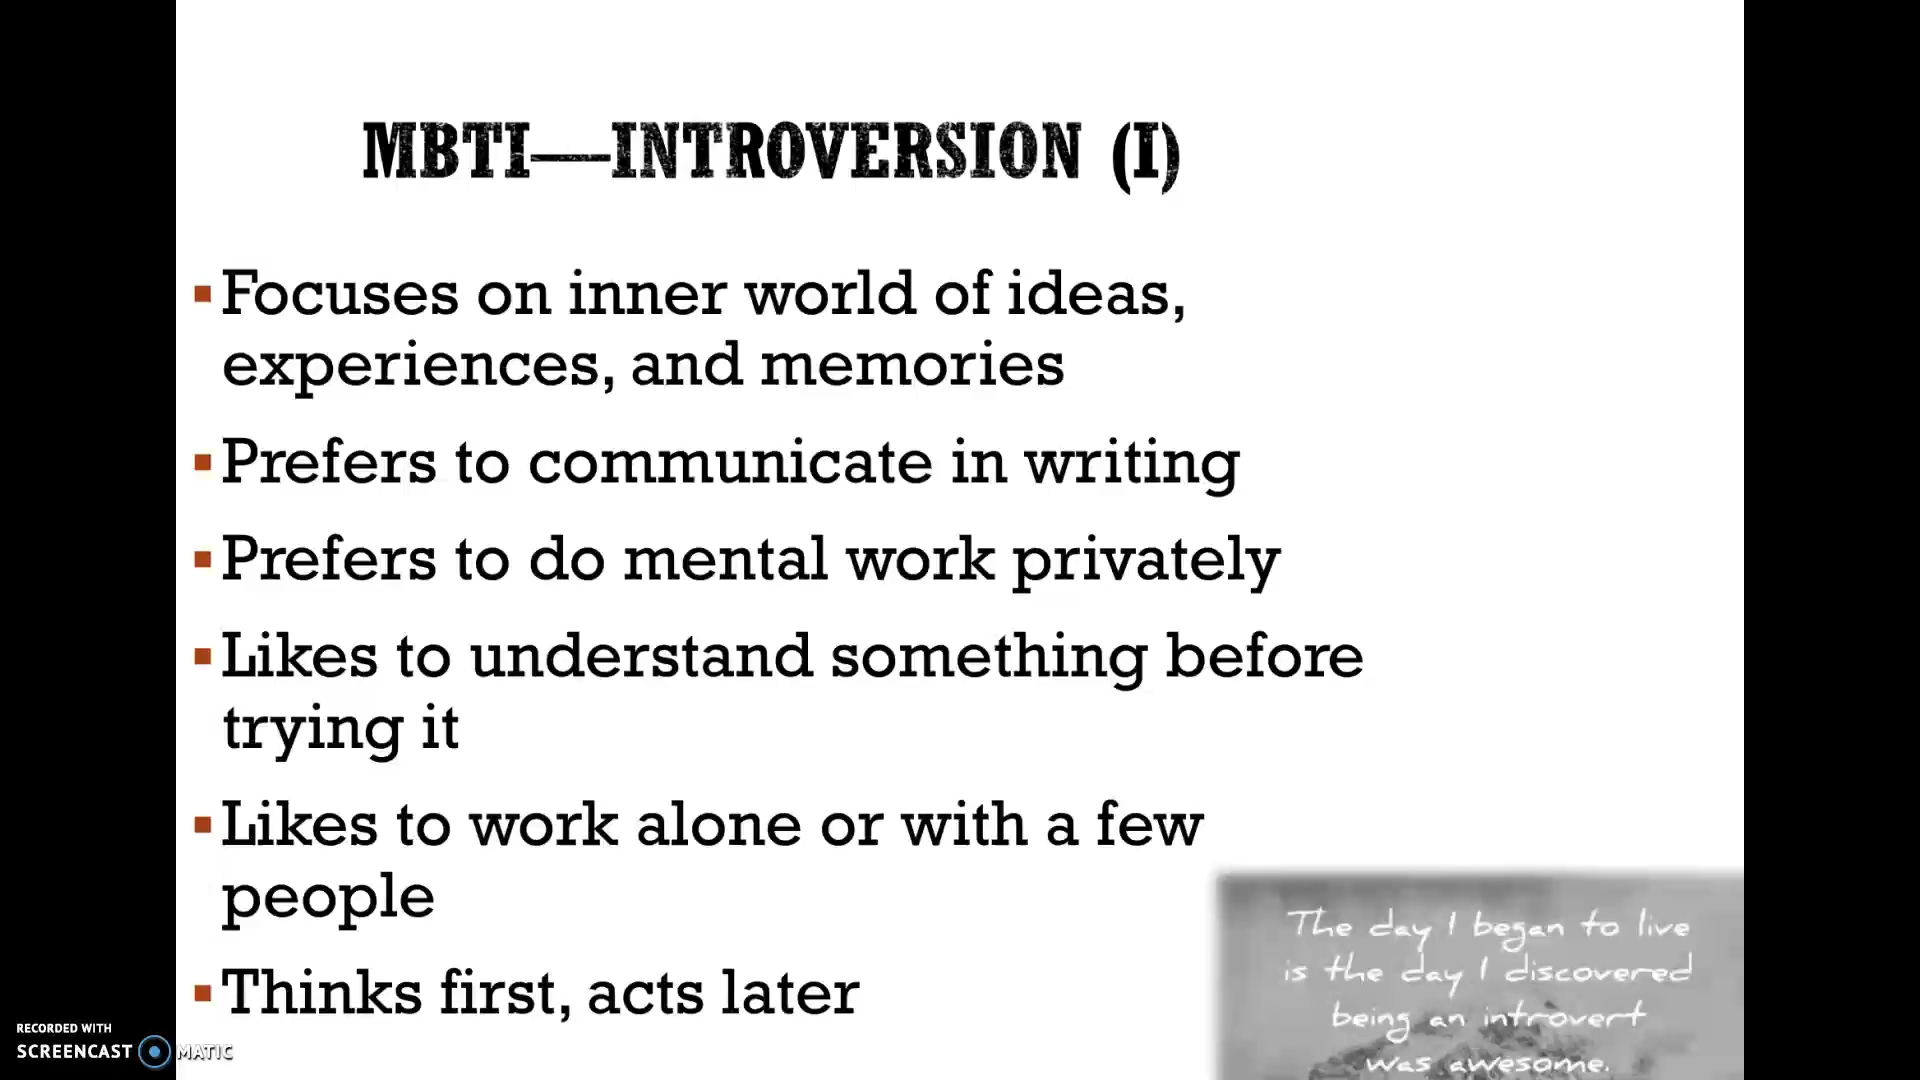 MBTI—INTROVERSION (I)
▪Focuses on inner world of ideas,
experiences, and memories
▪Prefers to communicate in writing
▪Prefers to do mental work privately
▪Likes to understand something before
trying it
▪Likes to work alone or with a few
people
▪Thinks first, acts later
The day I began to live
is the day I discovered
being an introvert
was awesome.
RECORDED WITH
SCREENCAST MATIC